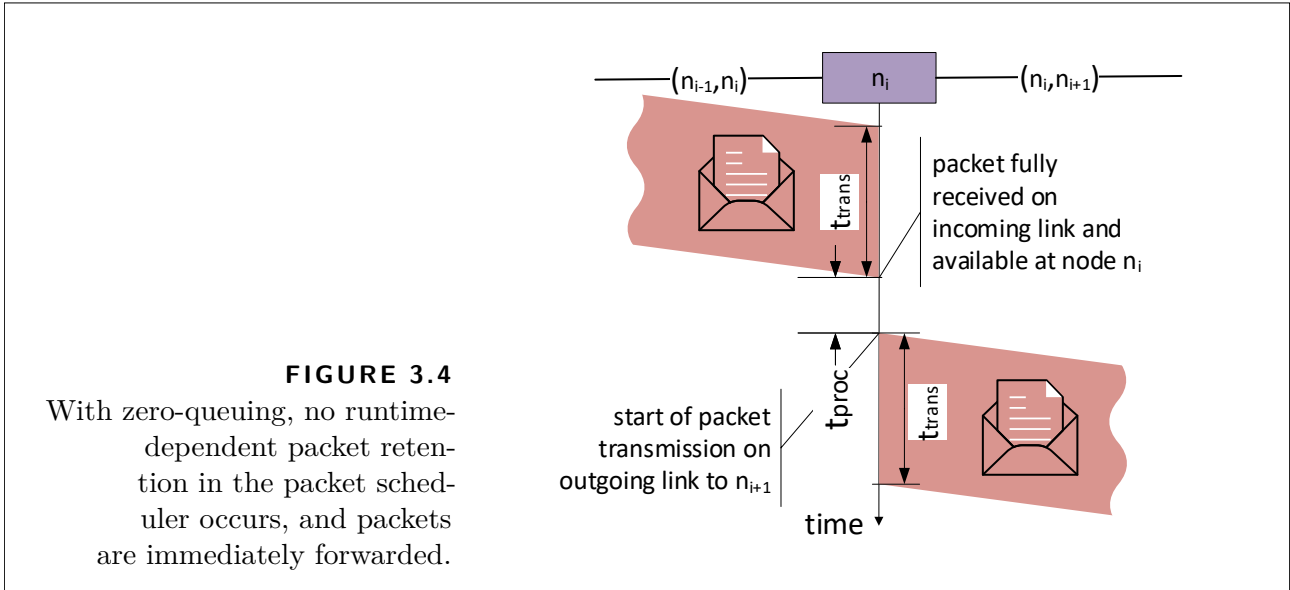 (nᵢ₋₁,nᵢ)
nᵢ
(nᵢ,nᵢ₊₁)
tₜᵣₐₙₛ
packet fully
received on
incoming link and
available at node nᵢ
tproc
tₜᵣₐₙₛ
start of packet
transmission on
outgoing link to nᵢ₊₁
time
FIGURE 3.4
With zero-queuing, no runtime-
dependent packet reten-
tion in the packet sched-
uler occurs, and packets
are immediately forwarded.